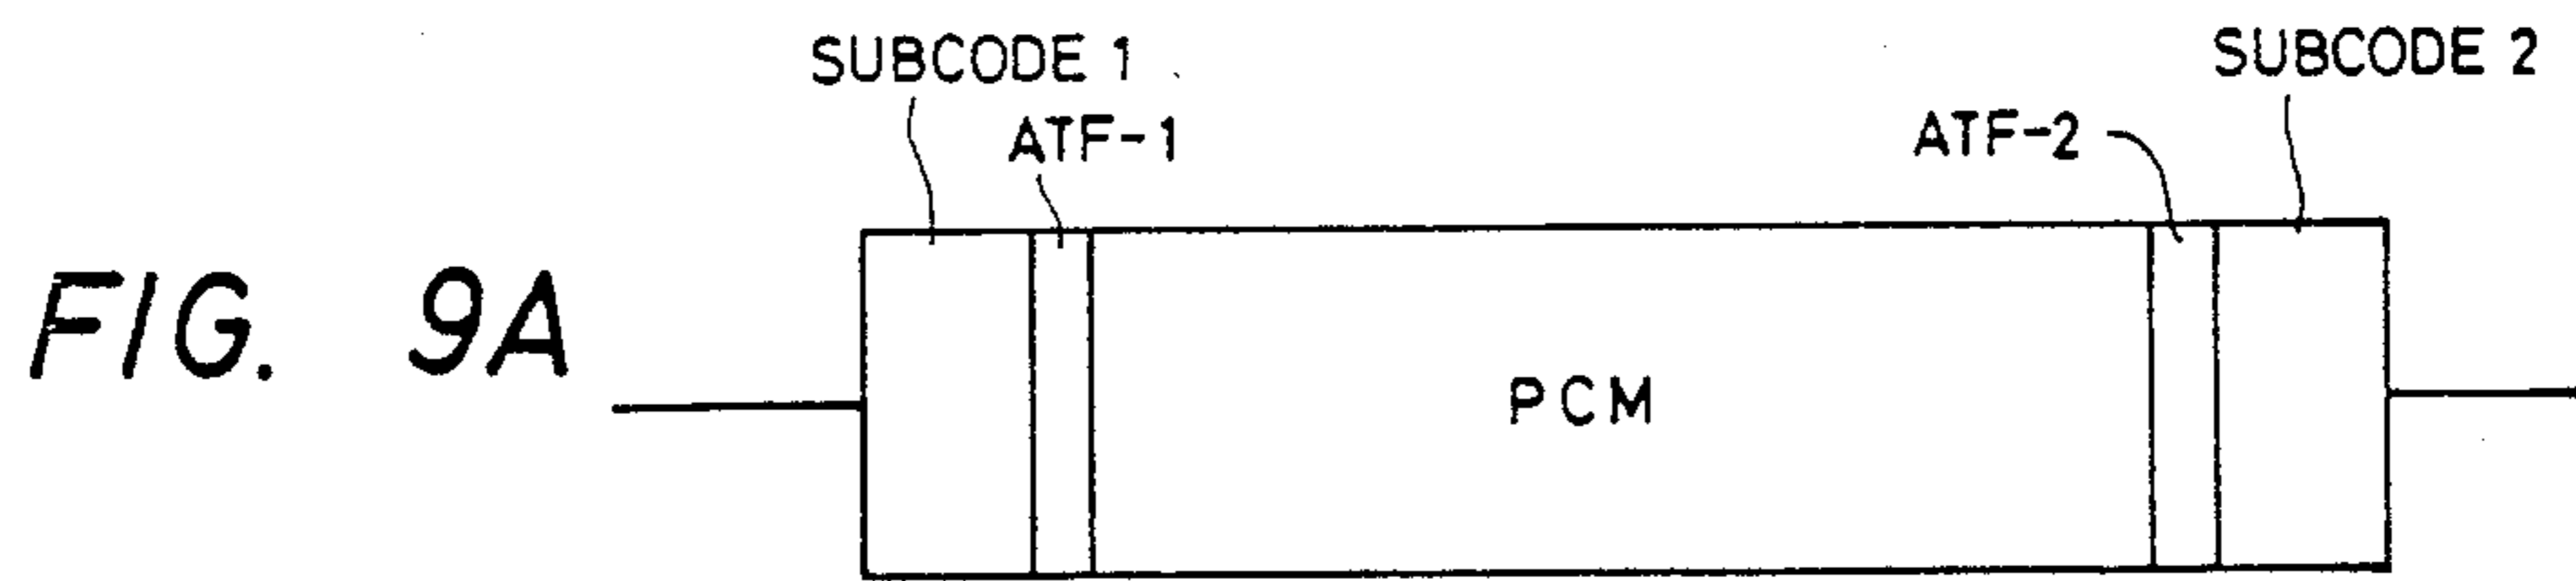 SUBCODE 1
SUBCODE 2
ATF-1
ATF-2
FIG. 9A
PCM